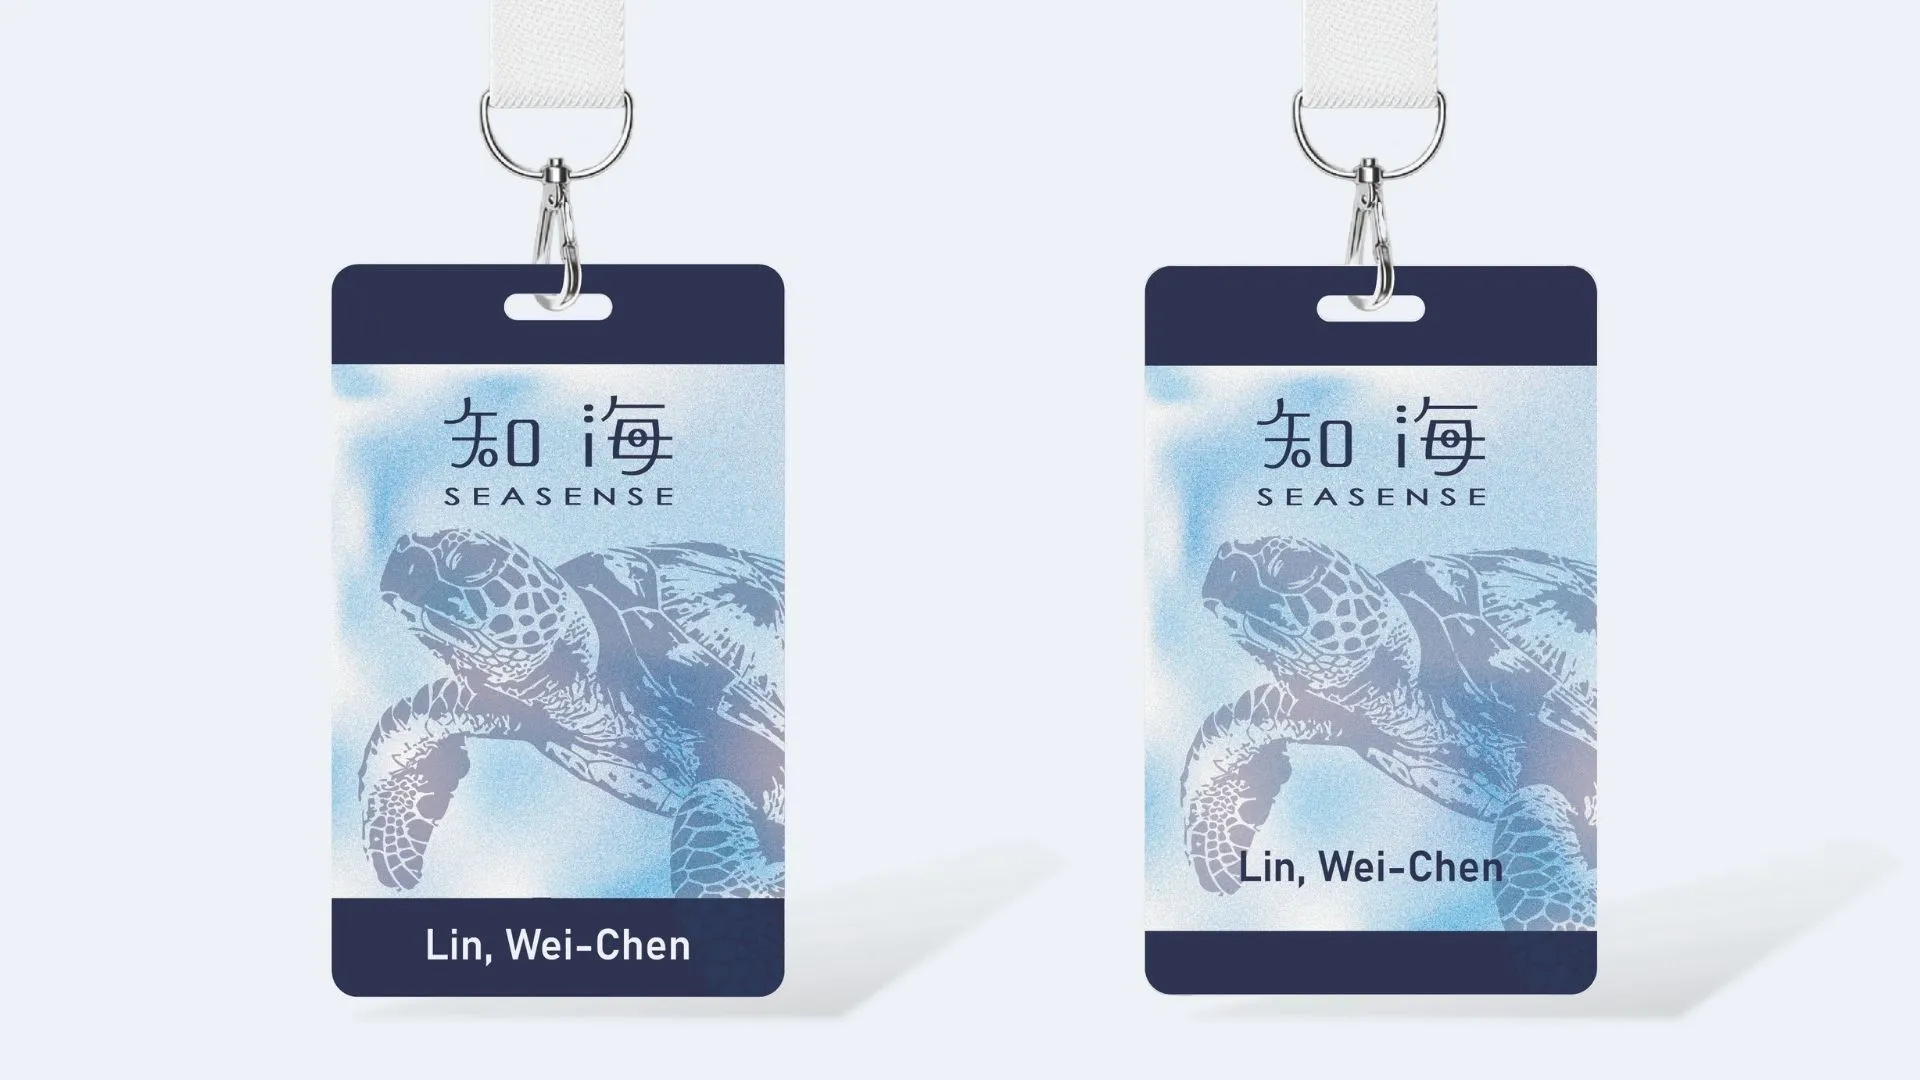 知海
SEASENSE
Lin, Wei-Chen
知海
SEASENSE
Lin, Wei-Chen